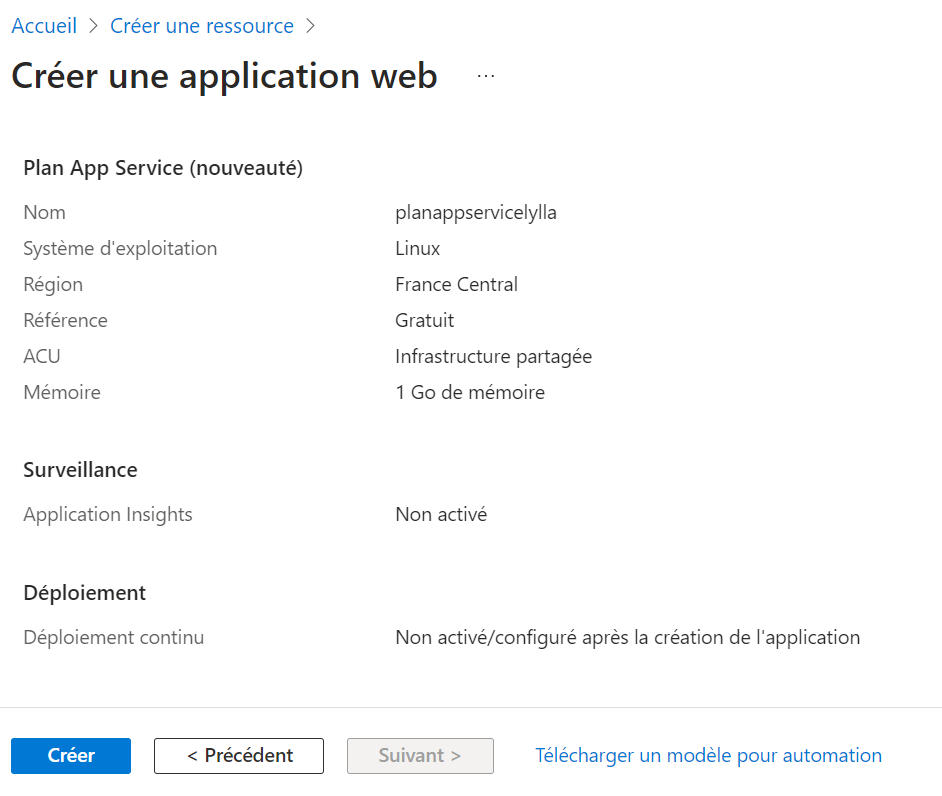 Accueil > Créer une ressource >
Créer une application web ...
Plan App Service (nouveauté)
Nom planappservicelylla
Système d'exploitation Linux
Région France Central
Référence Gratuit
ACU Infrastructure partagée
Mémoire 1 Go de mémoire
Surveillance
Application Insights Non activé
Déploiement
Déploiement continu Non activé/configuré après la création de l'application
Créer < Précédent Suivant > Télécharger un modèle pour automation